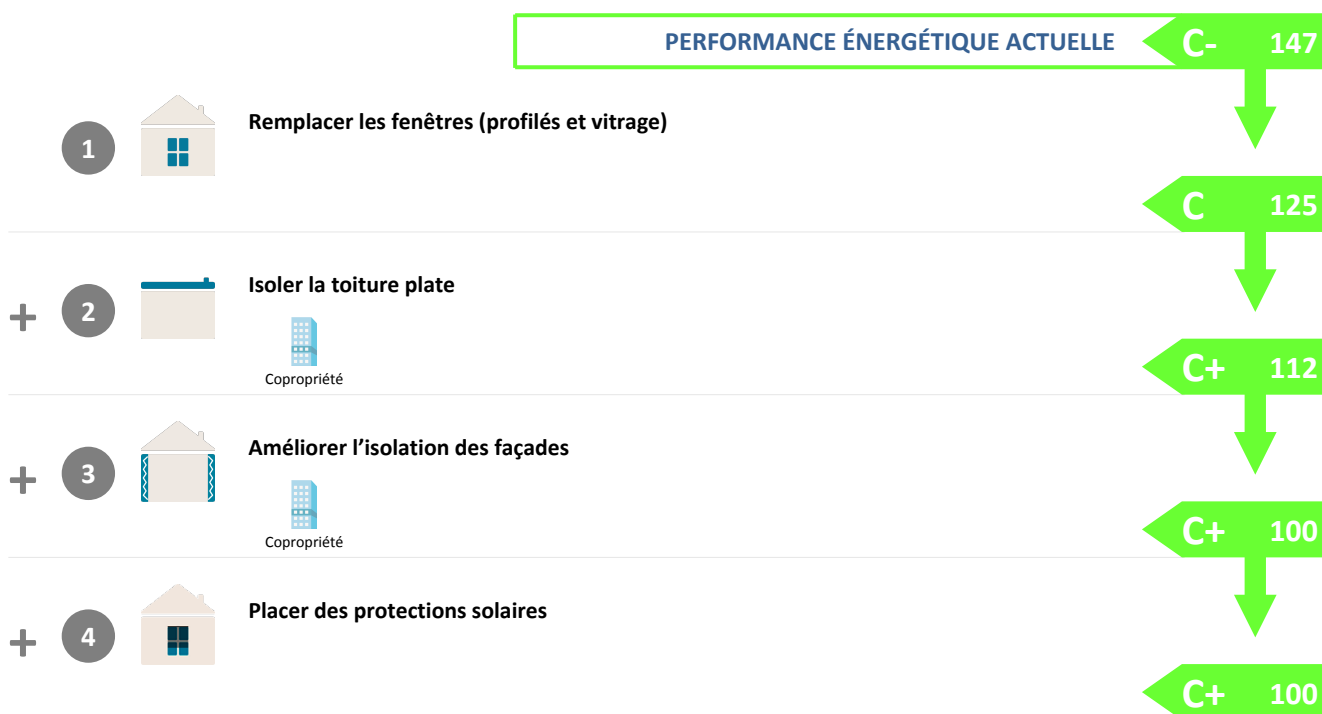 PERFORMANCE ÉNERGÉTIQUE ACTUELLE C- 147
1 Remplacer les fenêtres (profilés et vitrage)
C 125
+ 2 Isoler la toiture plate
Copropriété
C+ 112
+ 3 Améliorer l’isolation des façades
Copropriété
C+ 100
+ 4 Placer des protections solaires
C+ 100